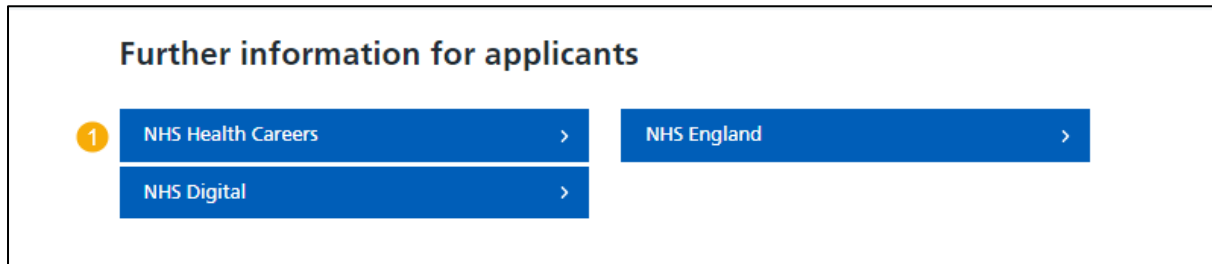 Further information for applicants
1 NHS Health Careers
NHS England
NHS Digital